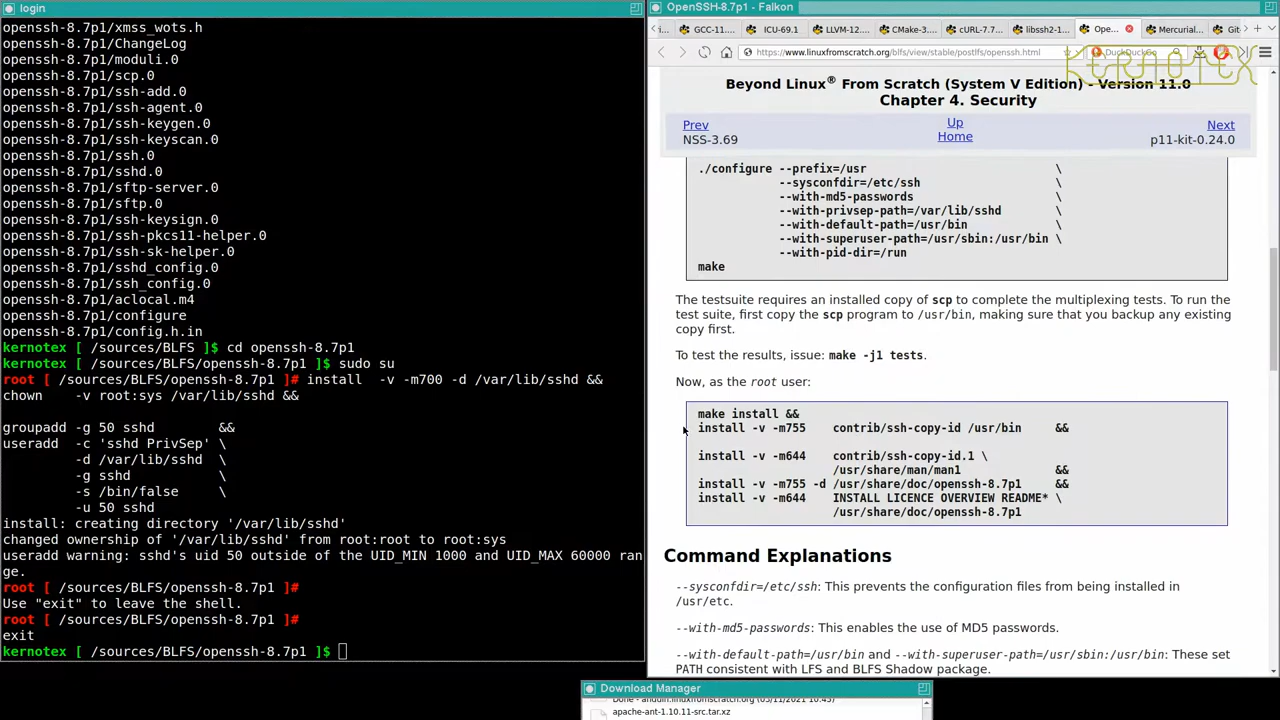 login
openssh-8.7p1/xmss_wots.h
openssh-8.7p1/ChangeLog
openssh-8.7p1/moduli.0
openssh-8.7p1/scp.0
openssh-8.7p1/ssh-add.0
openssh-8.7p1/ssh-agent.0
openssh-8.7p1/ssh-keygen.0
openssh-8.7p1/ssh-keyscan.0
openssh-8.7p1/ssh.0
openssh-8.7p1/sshd.0
openssh-8.7p1/sftp-server.0
openssh-8.7p1/sftp.0
openssh-8.7p1/ssh-keysign.0
openssh-8.7p1/ssh-pkcs11-helper.0
openssh-8.7p1/ssh-sk-helper.0
openssh-8.7p1/sshd_config.0
openssh-8.7p1/ssh_config.0
openssh-8.7p1/aclocal.m4
openssh-8.7p1/configure
openssh-8.7p1/config.h.in
kernotex [ /sources/BLFS ]$ cd openssh-8.7p1
kernotex [ /sources/BLFS/openssh-8.7p1 ]$ sudo su
root [ /sources/BLFS/openssh-8.7p1 ]# install  -v -m700 -d /var/lib/sshd &&
chown    -v root:sys /var/lib/sshd &&
groupadd -g 50 sshd        &&
useradd  -c 'sshd PrivSep' \
         -d /var/lib/sshd  \
         -g sshd           \
         -s /bin/false     \
         -u 50 sshd
install: creating directory '/var/lib/sshd'
changed ownership of '/var/lib/sshd' from root:root to root:sys
useradd warning: sshd's uid 50 outside of the UID_MIN 1000 and UID_MAX 60000 ran
ge.
root [ /sources/BLFS/openssh-8.7p1 ]#
Use "exit" to leave the shell.
root [ /sources/BLFS/openssh-8.7p1 ]#
exit
kernotex [ /sources/BLFS/openssh-8.7p1 ]$
OpenSSH-8.7p1 - Falkon
GCC-11.... ICU-69.1 LLVM-12.... CMake-3.... cURL-7.7... libssh2-1... Ope... Mercurial... Git
https://www.linuxfromscratch.org/blfs/view/stable/postlfs/openssh.html DuckDuckGo
KERNOTEX
Beyond Linux® From Scratch (System V Edition) - Version 11.0
Chapter 4. Security
Prev Up Next
NSS-3.69 Home p11-kit-0.24.0
./configure --prefix=/usr                          \
            --sysconfdir=/etc/ssh                  \
            --with-md5-passwords                   \
            --with-privsep-path=/var/lib/sshd      \
            --with-default-path=/usr/bin           \
            --with-superuser-path=/usr/sbin:/usr/bin \
            --with-pid-dir=/run
make
The testsuite requires an installed copy of scp to complete the multiplexing tests. To run the
test suite, first copy the scp program to /usr/bin, making sure that you backup any existing
copy first.
To test the results, issue: make -j1 tests.
Now, as the root user:
make install &&
install -v -m755    contrib/ssh-copy-id /usr/bin     &&
install -v -m644    contrib/ssh-copy-id.1 \
                    /usr/share/man/man1              &&
install -v -m755 -d /usr/share/doc/openssh-8.7p1     &&
install -v -m644    INSTALL LICENCE OVERVIEW README* \
                    /usr/share/doc/openssh-8.7p1
Command Explanations
--sysconfdir=/etc/ssh: This prevents the configuration files from being installed in
/usr/etc.
--with-md5-passwords: This enables the use of MD5 passwords.
--with-default-path=/usr/bin and --with-superuser-path=/usr/sbin:/usr/bin: These set
PATH consistent with LFS and BLFS Shadow package.
Download Manager
Done - anduin.linuxfromscratch.org (05/11/2021 10:45)
apache-ant-1.10.11-src.tar.xz